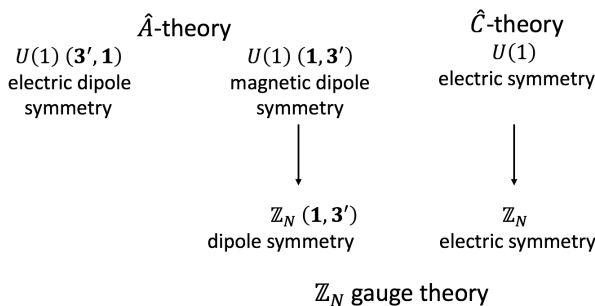 Â-theory
Ĉ-theory
U(1) (3′, 1)
electric dipole
symmetry
U(1) (1, 3′)
magnetic dipole
symmetry
U(1)
electric symmetry
ℤ_N (1, 3′)
dipole symmetry
ℤ_N
electric symmetry
ℤ_N gauge theory